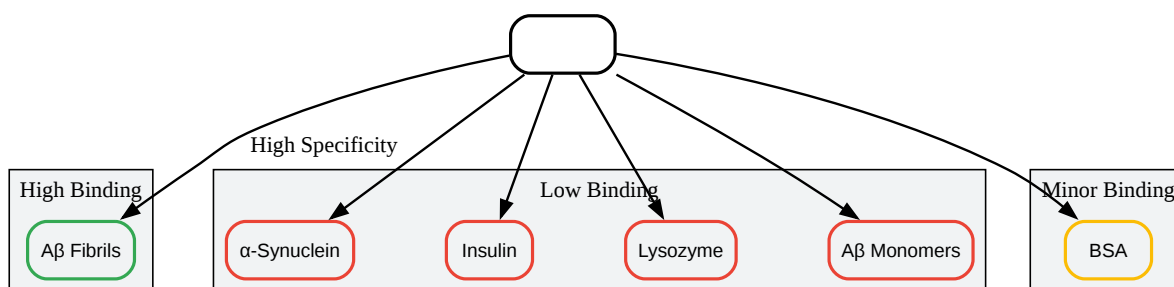 High Specificity
High Binding
Low Binding
Minor Binding
Aβ Fibrils
α-Synuclein
Insulin
Lysozyme
Aβ Monomers
BSA